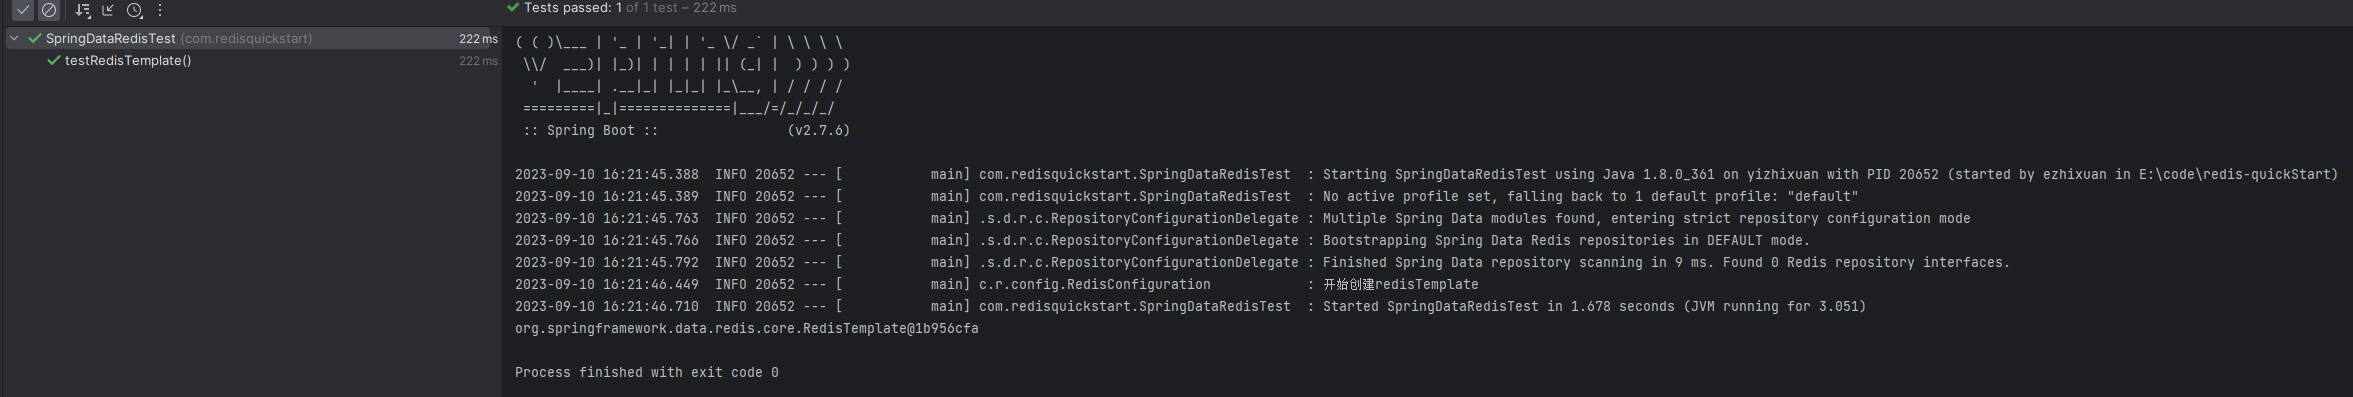 Tests passed: 1 of 1 test – 222 ms
SpringDataRedisTest (com.redisquickstart) 222 ms
testRedisTemplate() 222 ms
( ( )\___ | '_ | '_| | '_ \/ _` | \ \ \ \
 \\/  ___)| |_)| | | | | || (_| |  ) ) ) )
  '  |____| .__|_| |_|_| |_\__, | / / / /
 =========|_|==============|___/=/_/_/_/
 :: Spring Boot ::                (v2.7.6)
2023-09-10 16:21:45.388  INFO 20652 --- [           main] com.redisquickstart.SpringDataRedisTest  : Starting SpringDataRedisTest using Java 1.8.0_361 on yizhixuan with PID 20652 (started by ezhixuan in E:\code\redis-quickStart)
2023-09-10 16:21:45.389  INFO 20652 --- [           main] com.redisquickstart.SpringDataRedisTest  : No active profile set, falling back to 1 default profile: "default"
2023-09-10 16:21:45.763  INFO 20652 --- [           main] .s.d.r.c.RepositoryConfigurationDelegate : Multiple Spring Data modules found, entering strict repository configuration mode
2023-09-10 16:21:45.766  INFO 20652 --- [           main] .s.d.r.c.RepositoryConfigurationDelegate : Bootstrapping Spring Data Redis repositories in DEFAULT mode.
2023-09-10 16:21:45.792  INFO 20652 --- [           main] .s.d.r.c.RepositoryConfigurationDelegate : Finished Spring Data repository scanning in 9 ms. Found 0 Redis repository interfaces.
2023-09-10 16:21:46.449  INFO 20652 --- [           main] c.r.config.RedisConfiguration            : 开始创建redisTemplate
2023-09-10 16:21:46.710  INFO 20652 --- [           main] com.redisquickstart.SpringDataRedisTest  : Started SpringDataRedisTest in 1.678 seconds (JVM running for 3.051)
org.springframework.data.redis.core.RedisTemplate@1b956cfa
Process finished with exit code 0